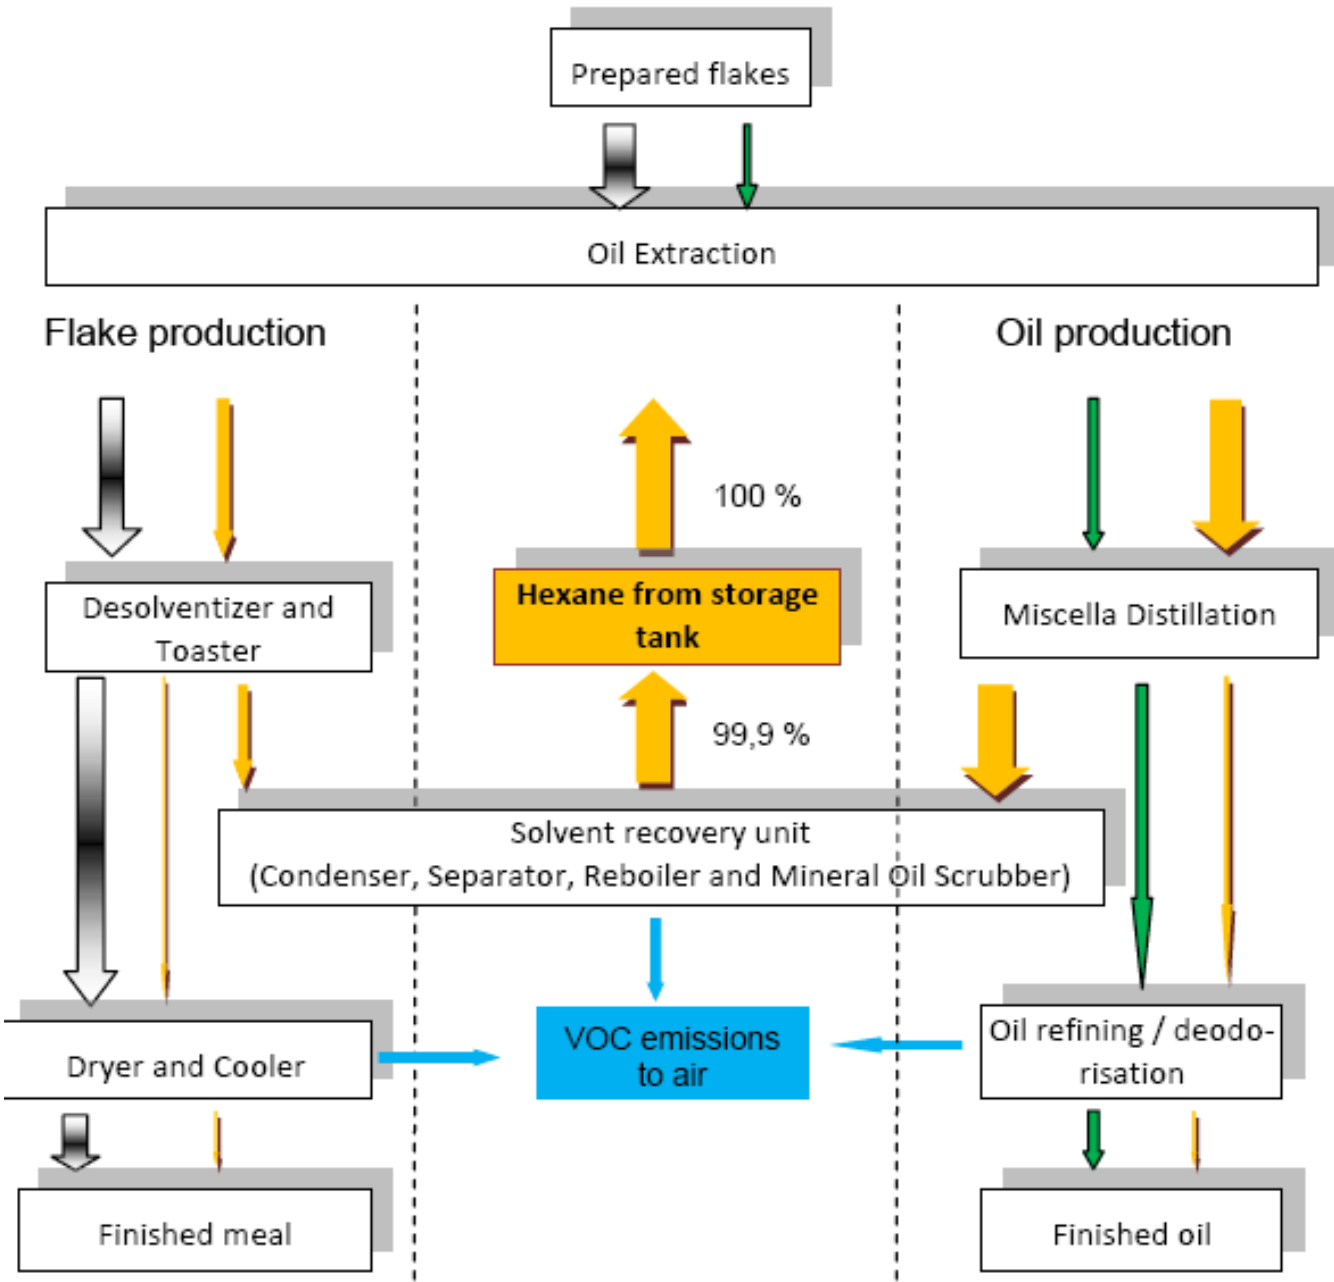 Prepared flakes
Oil Extraction
Flake production
Oil production
100 %
Desolventizer and
Toaster
Hexane from storage
tank
Miscella Distillation
99,9 %
Solvent recovery unit
(Condenser, Separator, Reboiler and Mineral Oil Scrubber)
Dryer and Cooler
VOC emissions
to air
Oil refining / deodo-
risation
Finished meal
Finished oil